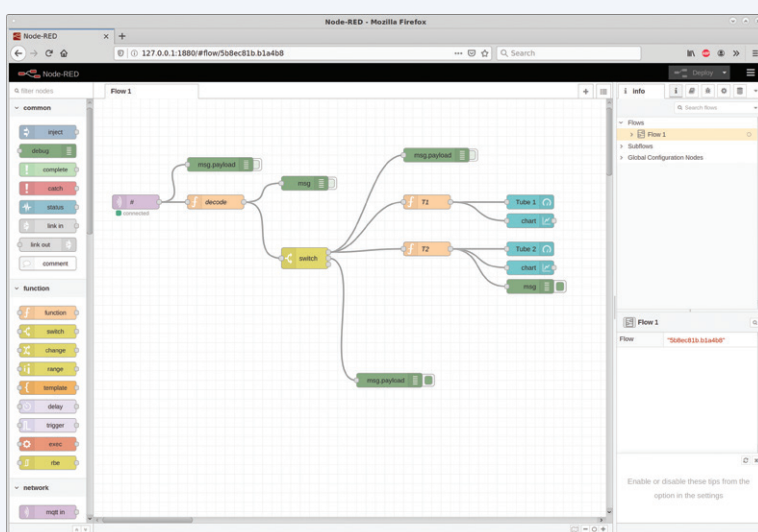 Node-RED - Mozilla Firefox
Node-RED
127.0.0.1:1880/#flow/5b8ec81b.b1a4b8
Search
Node-RED
Deploy
filter nodes
Flow 1
info
common
inject
debug
complete
catch
status
link in
link out
comment
function
function
switch
change
range
template
delay
trigger
exec
rbe
network
mqtt in
#
connected
msg.payload
decode
msg
switch
msg.payload
T1
Tube 1
chart
T2
Tube 2
chart
msg
msg.payload
Search flows
Flows
Flow 1
Subflows
Global Configuration Nodes
Flow 1
Flow
"5b8ec81b.b1a4b8"
Enable or disable these tips from the
option in the settings